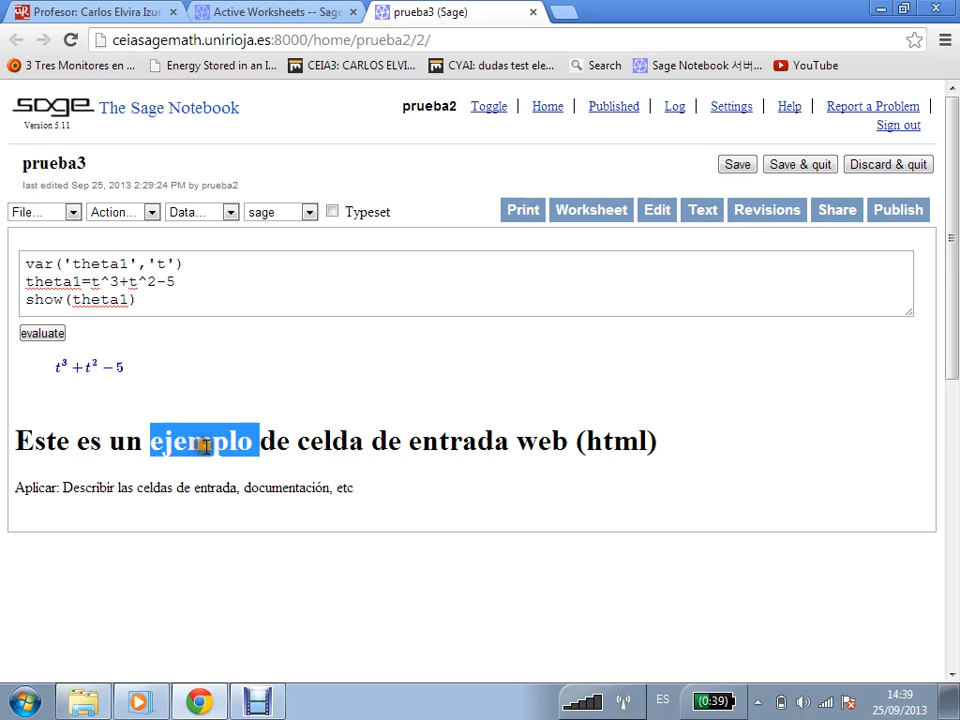 Profesor: Carlos Elvira Izur
Active Worksheets -- Sage
prueba3 (Sage)
ceiasagemath.unirioja.es:8000/home/prueba2/2/
3 Tres Monitores en ...
Energy Stored in an I...
CEIA3: CARLOS ELVI...
CYAI: dudas test ele...
Search
Sage Notebook 서버...
YouTube
sage The Sage Notebook
Version 5.11
prueba2 Toggle Home Published Log Settings Help Report a Problem
Sign out
prueba3
last edited Sep 25, 2013 2:29:24 PM by prueba2
Save Save & quit Discard & quit
File... Action... Data... sage Typeset
Print Worksheet Edit Text Revisions Share Publish
var('theta1','t')
theta1=t^3+t^2-5
show(theta1)
evaluate
t³ + t² − 5
Este es un ejemplo de celda de entrada web (html)
Aplicar: Describir las celdas de entrada, documentación, etc
ES
(0:39)
14:39
25/09/2013